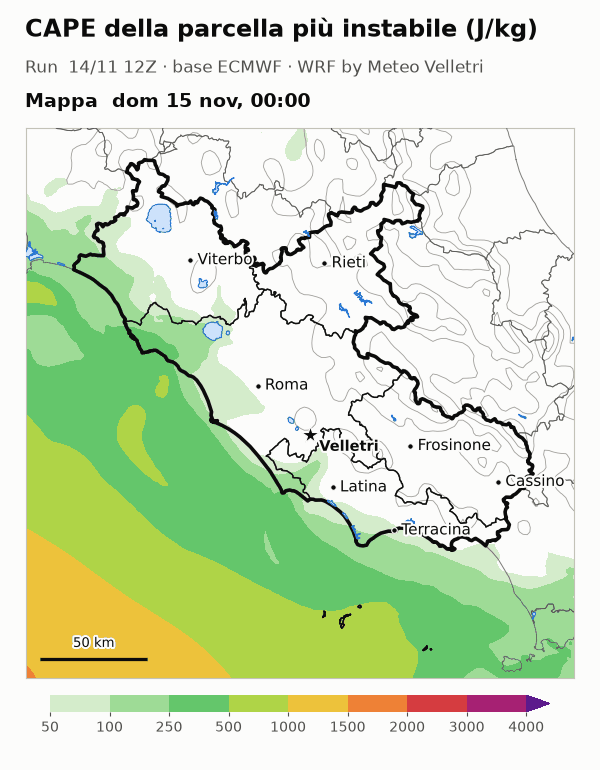 CAPE della parcella più instabile (J/kg)
Run  14/11 12Z · base ECMWF · WRF by Meteo Velletri
Mappa  dom 15 nov, 00:00
Viterbo
Rieti
Roma
Velletri
Frosinone
Cassino
Latina
Terracina
50 km
50 100 250 500 1000 1500 2000 3000 4000